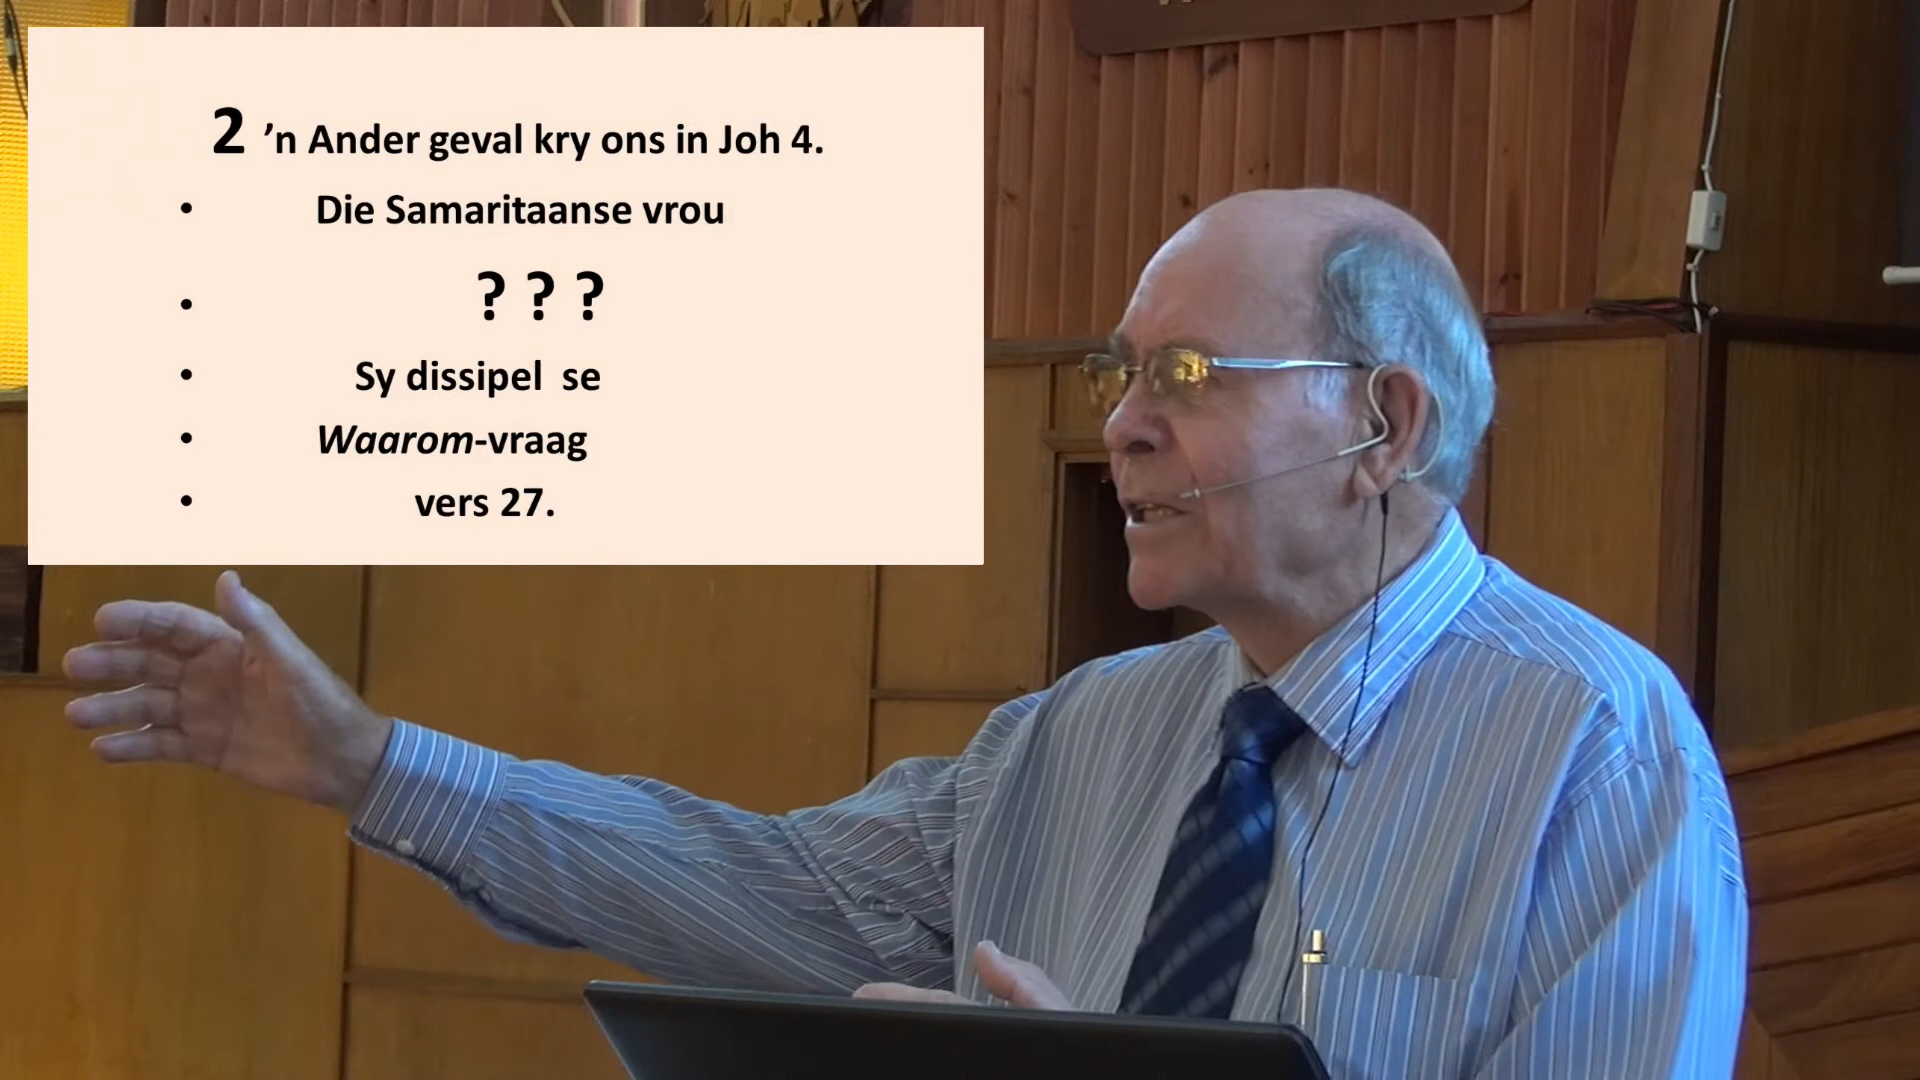 2 ’n Ander geval kry ons in Joh 4.
• Die Samaritaanse vrou
• ? ? ?
• Sy dissipel se
• Waarom-vraag
• vers 27.